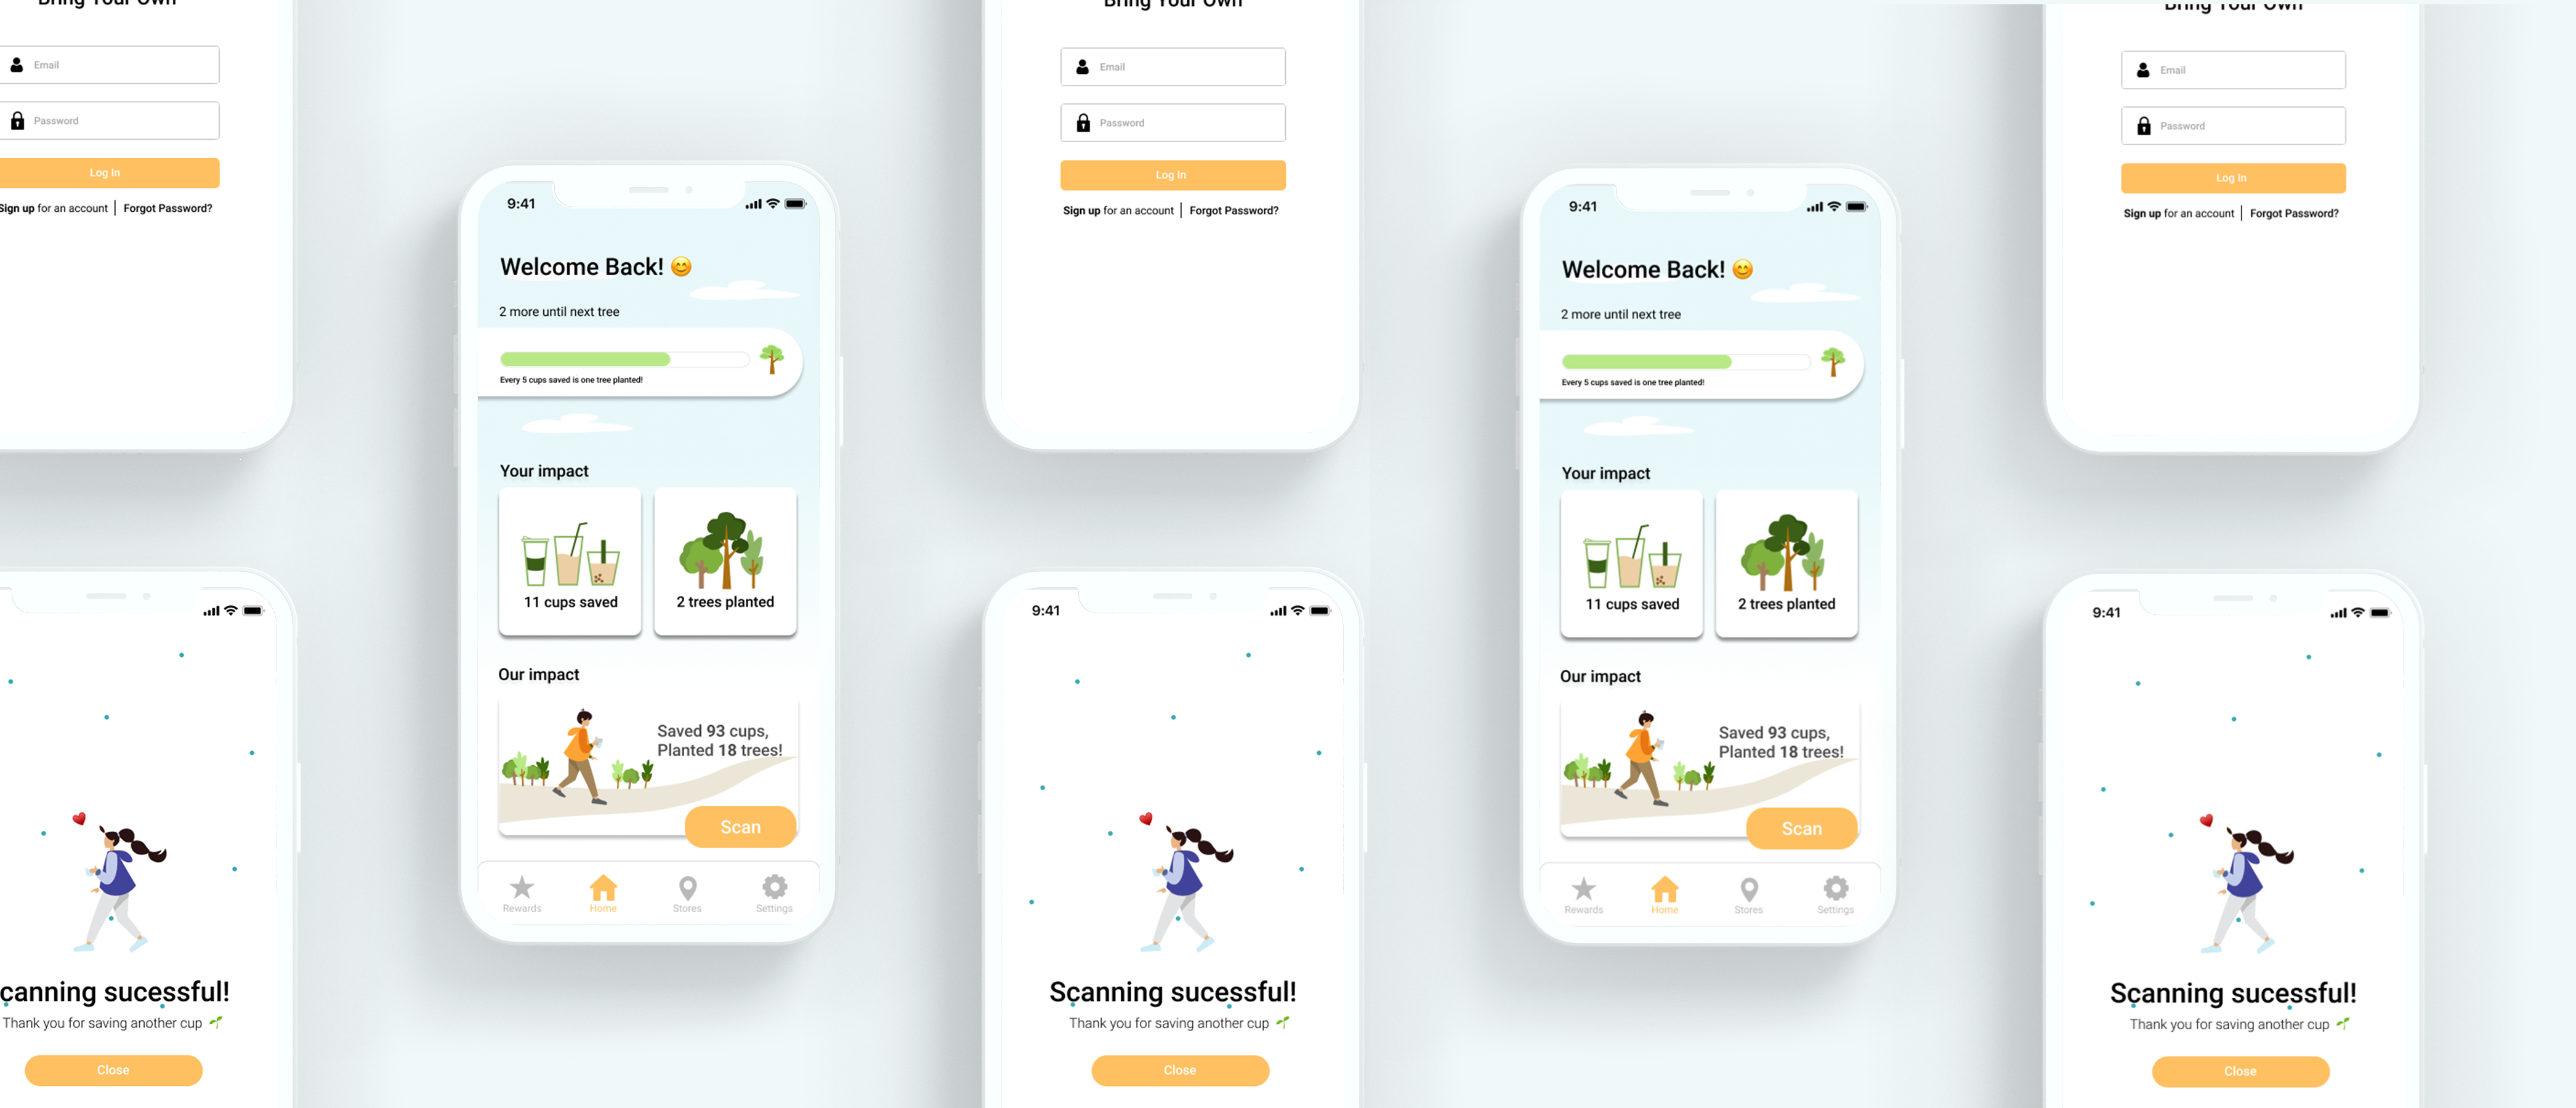 Bring Your Own
Email
Password
Log In
Sign up for an account | Forgot Password?
9:41
Welcome Back! 😊
2 more until next tree
Every 5 cups saved is one tree planted!
Your impact
11 cups saved
2 trees planted
Our impact
Saved 93 cups,
Planted 18 trees!
Scan
Rewards
Home
Stores
Settings
canning sucessful!
Thank you for saving another cup
Close
Bring Your Own
Email
Password
Log In
Sign up for an account | Forgot Password?
9:41
Scanning sucessful!
Thank you for saving another cup
Close
9:41
Welcome Back! 😊
2 more until next tree
Every 5 cups saved is one tree planted!
Your impact
11 cups saved
2 trees planted
Our impact
Saved 93 cups,
Planted 18 trees!
Scan
Rewards
Home
Stores
Settings
Bring Your Own
Email
Password
Log In
Sign up for an account | Forgot Password?
9:41
Scanning sucessful!
Thank you for saving another cup
Close